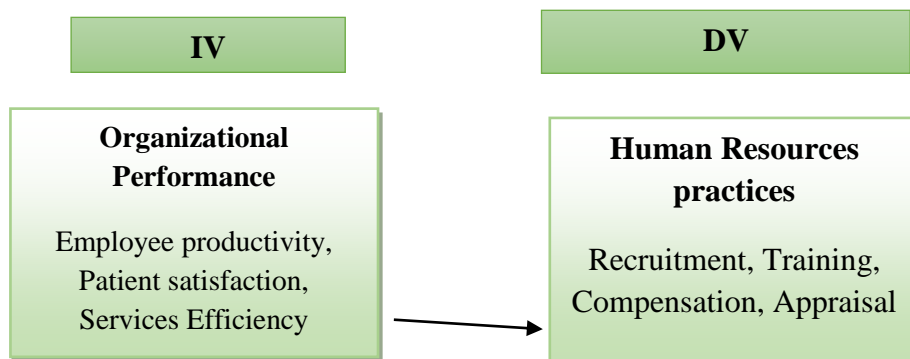 IV
DV
Organizational
Performance
Employee productivity,
Patient satisfaction,
Services Efficiency
Human Resources
practices
Recruitment, Training,
Compensation, Appraisal